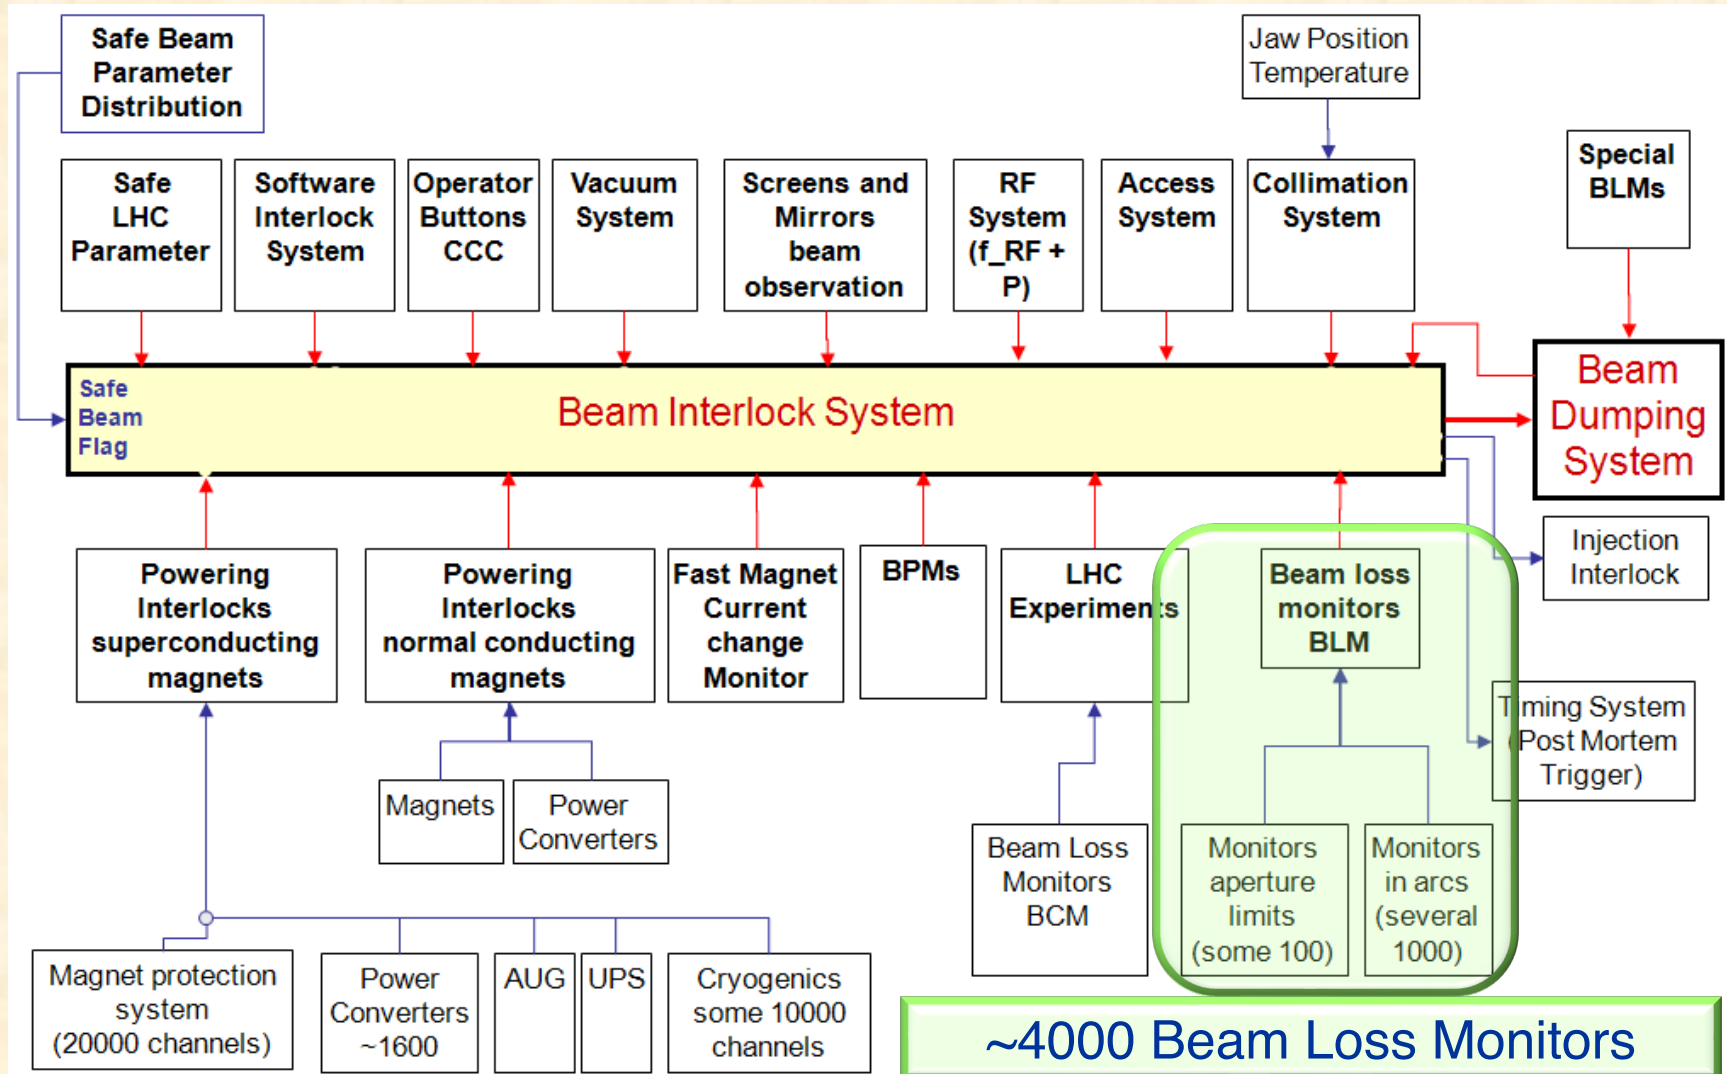 Safe Beam
Parameter
Distribution
Jaw Position
Temperature
Special
BLMs
Safe
LHC
Parameter
Software
Interlock
System
Operator
Buttons
CCC
Vacuum
System
Screens and
Mirrors
beam
observation
RF
System
(f_RF +
P)
Access
System
Collimation
System
Safe
Beam
Flag
Beam Interlock System
Beam
Dumping
System
Injection
Interlock
Powering
Interlocks
superconducting
magnets
Powering
Interlocks
normal conducting
magnets
Fast Magnet
Current
change
Monitor
BPMs
LHC
Experiments
Beam loss
monitors
BLM
Timing System
(Post Mortem
Trigger)
Magnets
Power
Converters
Beam Loss
Monitors
BCM
Monitors
aperture
limits
(some 100)
Monitors
in arcs
(several
1000)
Magnet protection
system
(20000 channels)
Power
Converters
~1600
AUG
UPS
Cryogenics
some 10000
channels
~4000 Beam Loss Monitors